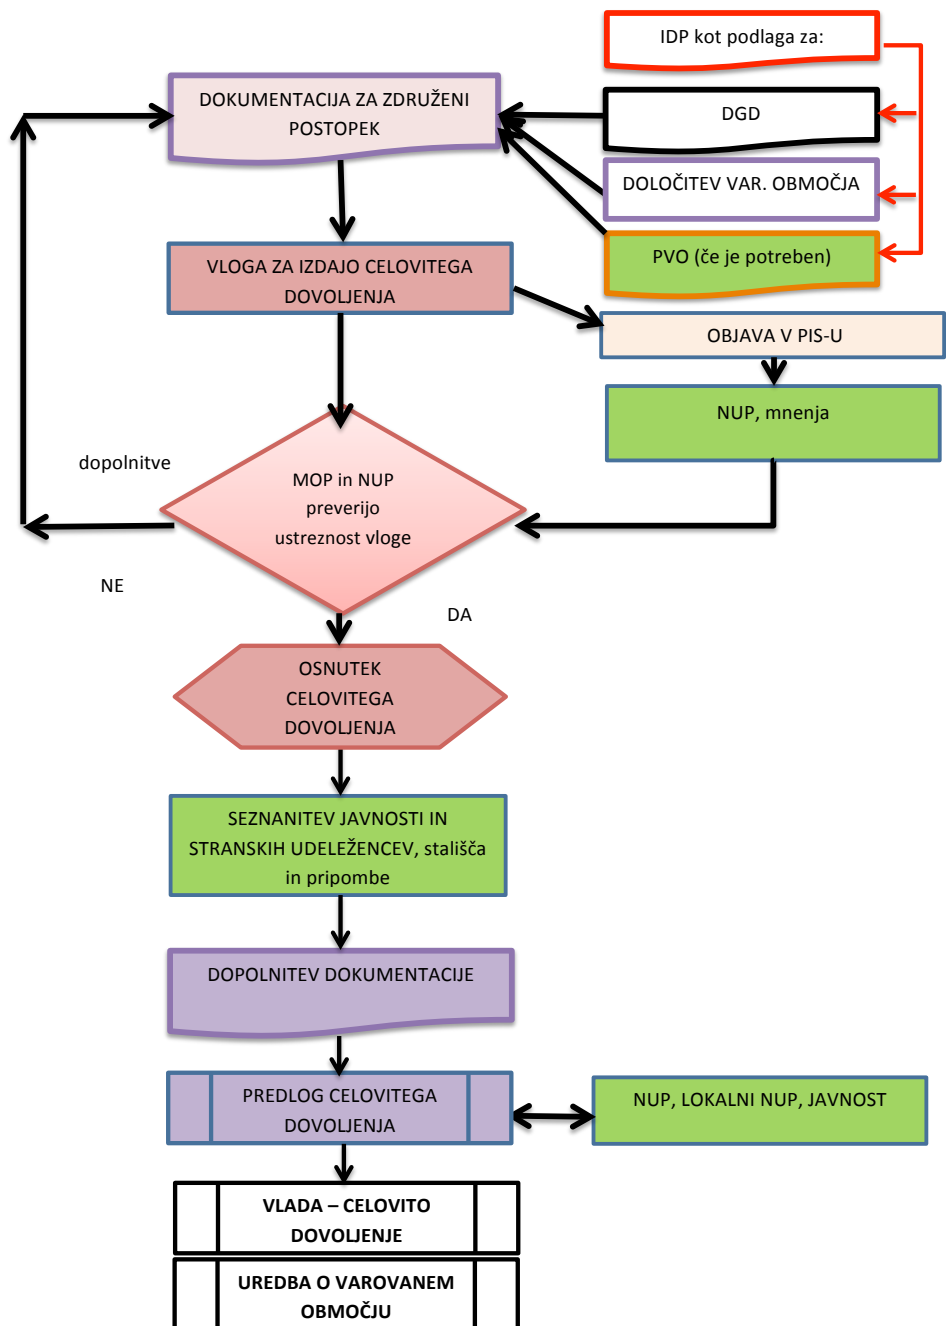 IDP kot podlaga za:
DOKUMENTACIJA ZA ZDRUŽENI
POSTOPEK
DGD
DOLOČITEV VAR. OBMOČJA
PVO (če je potreben)
VLOGA ZA IZDAJO CELOVITEGA
DOVOLJENJA
OBJAVA V PIS-U
NUP, mnenja
dopolnitve
MOP in NUP
preverijo
ustreznost vloge
NE
DA
OSNUTEK
CELOVITEGA
DOVOLJENJA
SEZNANITEV JAVNOSTI IN
STRANSKIH UDELEŽENCEV, stališča
in pripombe
DOPOLNITEV DOKUMENTACIJE
PREDLOG CELOVITEGA
DOVOLJENJA
NUP, LOKALNI NUP, JAVNOST
VLADA – CELOVITO
DOVOLJENJE
UREDBA O VAROVANEM
OBMOČJU